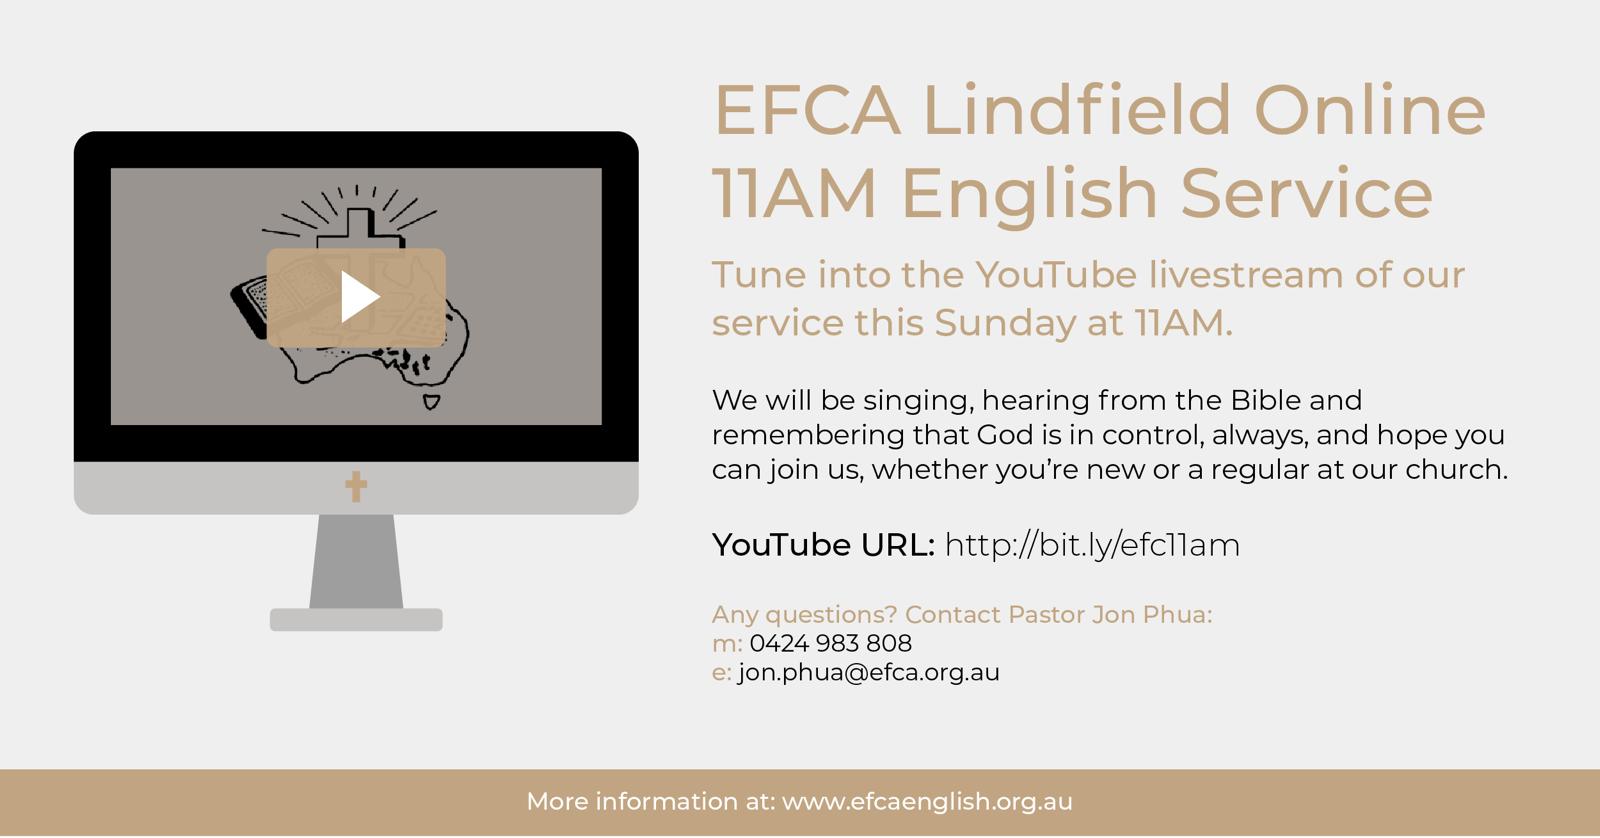 EFCA Lindfield Online
11AM English Service
Tune into the YouTube livestream of our
service this Sunday at 11AM.
We will be singing, hearing from the Bible and
remembering that God is in control, always, and hope you
can join us, whether you’re new or a regular at our church.
YouTube URL: http://bit.ly/efc11am
Any questions? Contact Pastor Jon Phua:
m: 0424 983 808
e: jon.phua@efca.org.au
More information at: www.efcaenglish.org.au